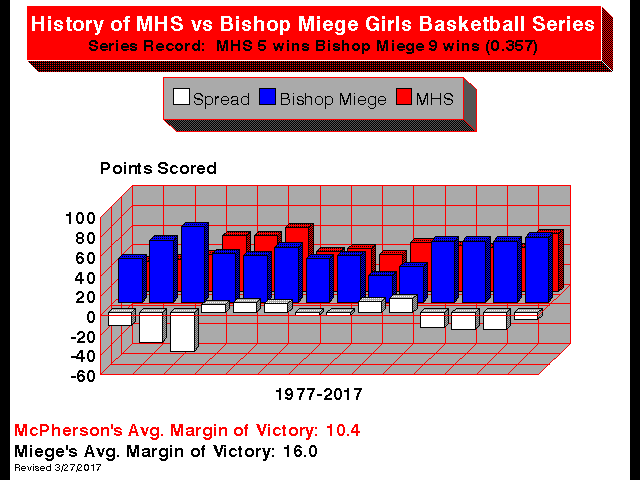 History of MHS vs Bishop Miege Girls Basketball Series
Series Record: MHS 5 wins Bishop Miege 9 wins (0.357)
Spread Bishop Miege MHS
Points Scored
100
80
60
40
20
0
-20
-40
-60
1977-2017
McPherson's Avg. Margin of Victory: 10.4
Miege's Avg. Margin of Victory: 16.0
Revised 3/27/2017